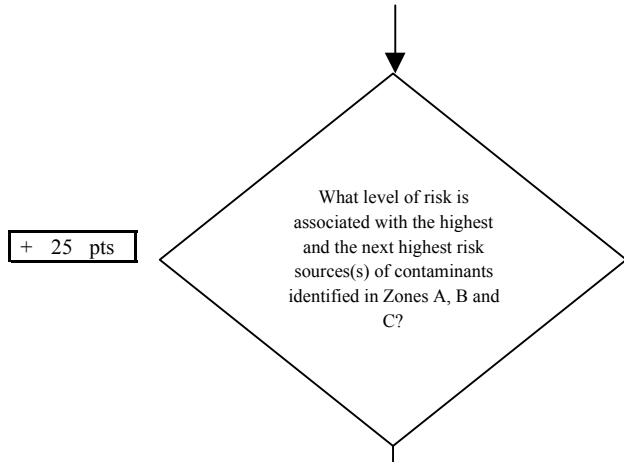 What level of risk is
associated with the highest
and the next highest risk
sources(s) of contaminants
identified in Zones A, B and
C?
+ 25 pts